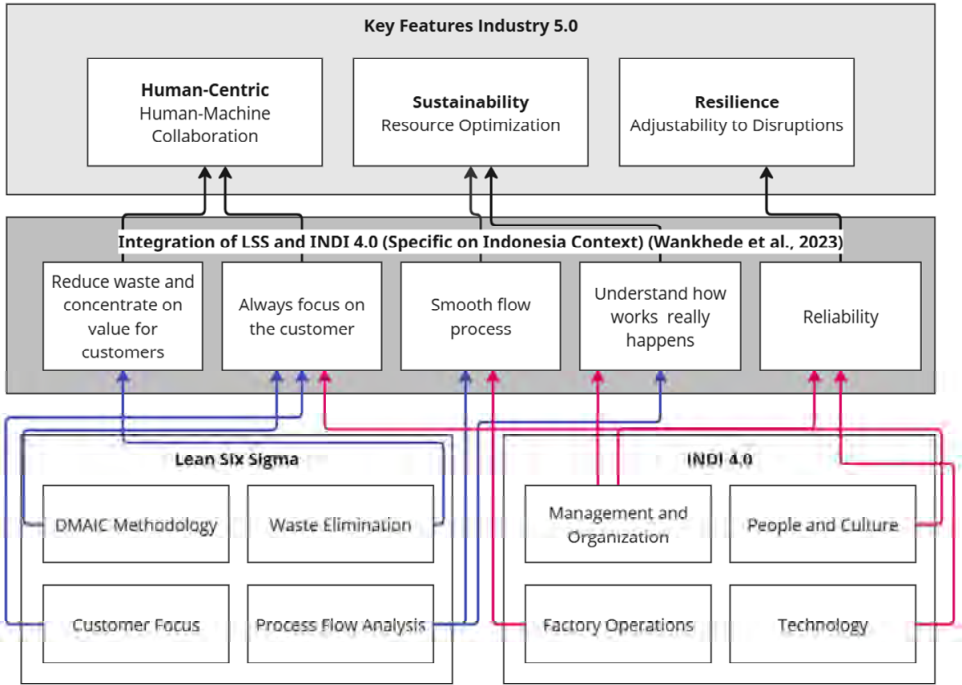 Key Features Industry 5.0
Human-Centric
Human-Machine
Collaboration
Sustainability
Resource Optimization
Resilience
Adjustability to Disruptions
Integration of LSS and INDI 4.0 (Specific on Indonesia Context) (Wankhede et al., 2023)
Reduce waste and
concentrate on
value for
customers
Always focus on
the customer
Smooth flow
process
Understand how
works really
happens
Reliability
Lean Six Sigma
DMAIC Methodology
Waste Elimination
Customer Focus
Process Flow Analysis
INDI 4.0
Management and
Organization
People and Culture
Factory Operations
Technology